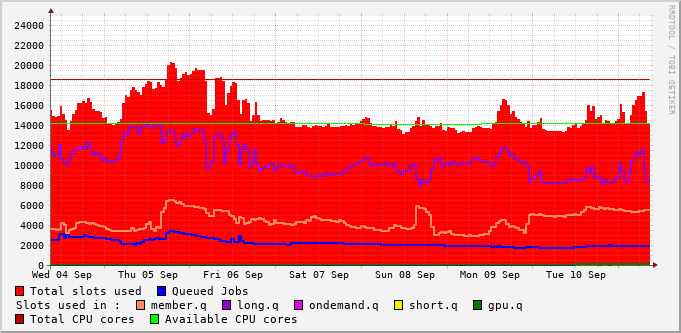 RRDTOOL / TOBI OETIKER
24000
22000
20000
18000
16000
14000
12000
10000
8000
6000
4000
2000
0
Wed 04 Sep Thu 05 Sep Fri 06 Sep Sat 07 Sep Sun 08 Sep Mon 09 Sep Tue 10 Sep
Total slots used Queued Jobs
Slots used in : member.q long.q ondemand.q short.q gpu.q
Total CPU cores Available CPU cores